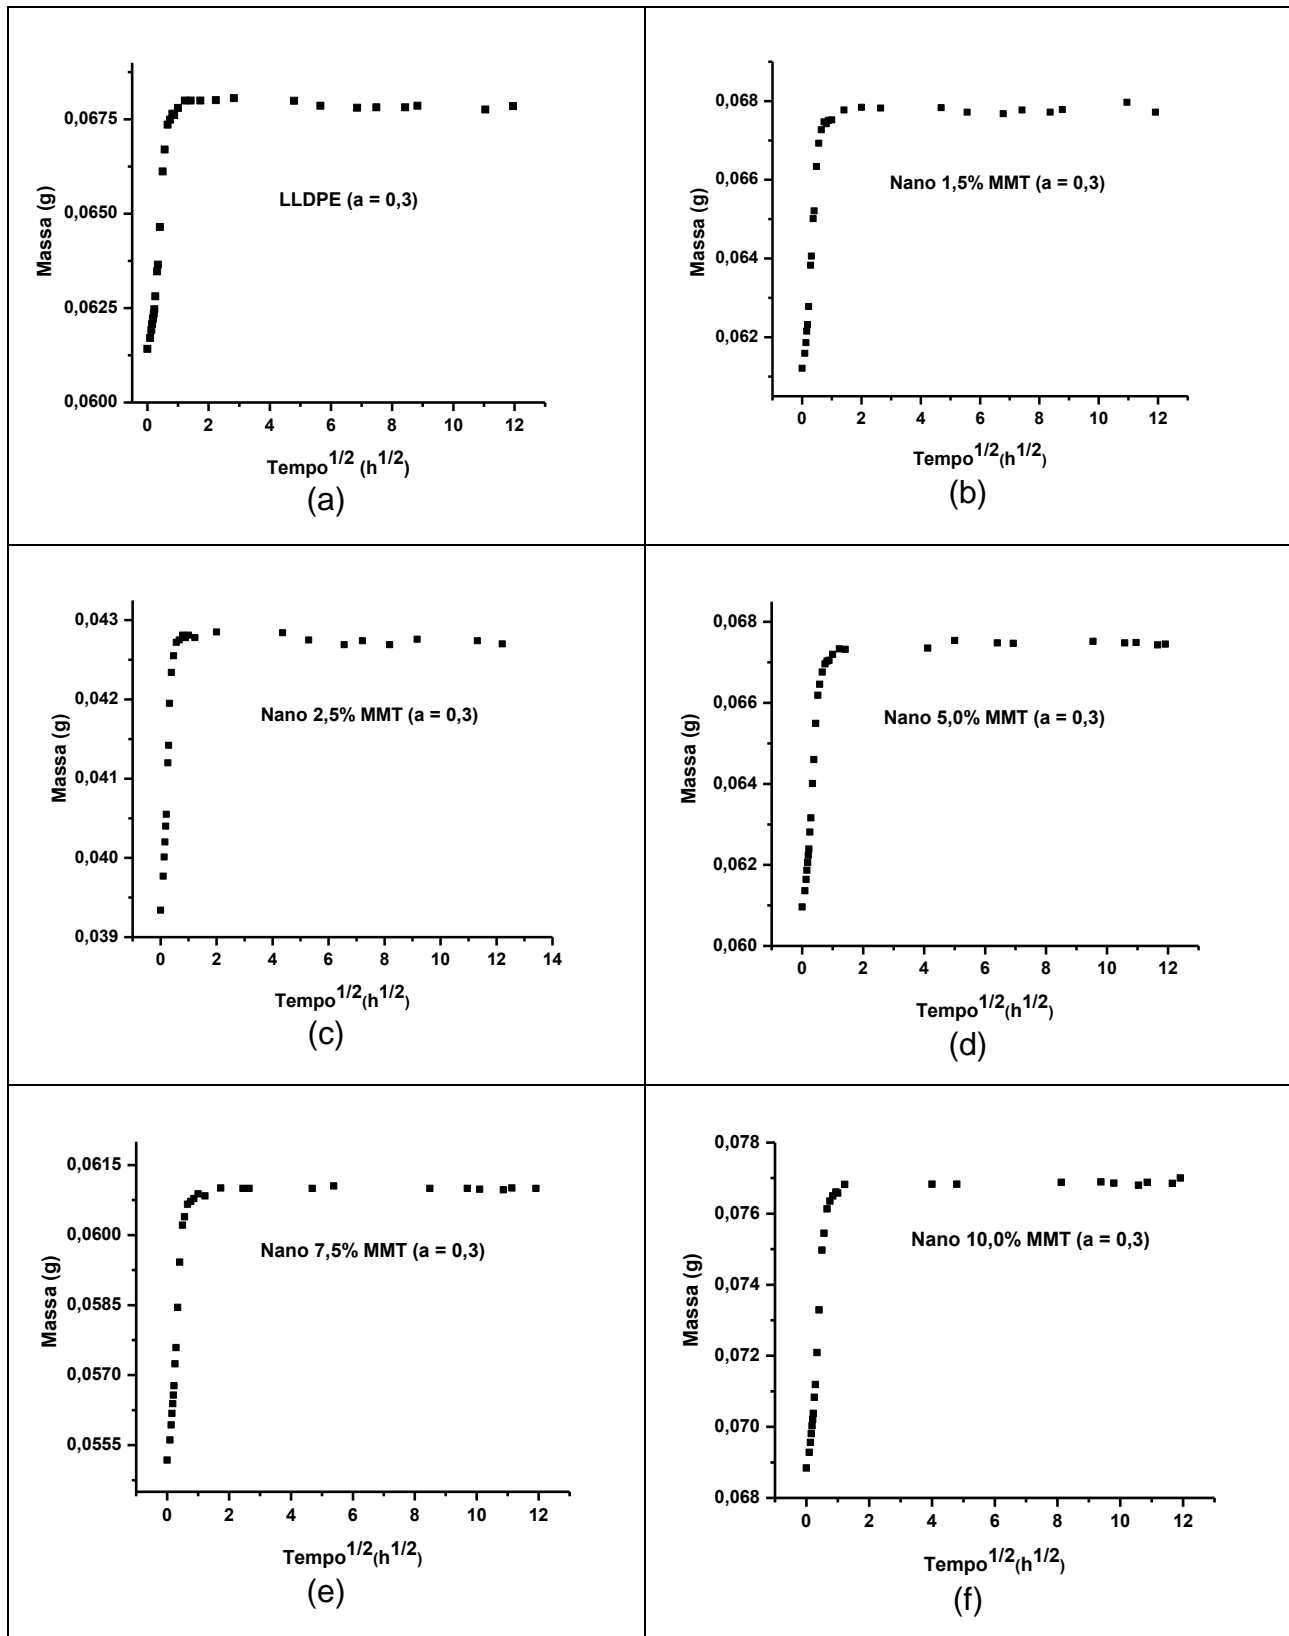 0,0675
0,0650
0,0625
0,0600
Massa (g)
LLDPE (a = 0,3)
0 2 4 6 8 10 12
Tempo1/2 (h1/2)
(a)
0,068
0,066
0,064
0,062
Massa (g)
Nano 1,5% MMT (a = 0,3)
0 2 4 6 8 10 12
Tempo1/2(h1/2)
(b)
0,043
0,042
0,041
0,040
0,039
Massa (g)
Nano 2,5% MMT (a = 0,3)
0 2 4 6 8 10 12 14
Tempo1/2(h1/2)
(c)
0,068
0,066
0,064
0,062
0,060
Massa (g)
Nano 5,0% MMT (a = 0,3)
0 2 4 6 8 10 12
Tempo1/2(h1/2)
(d)
0,0615
0,0600
0,0585
0,0570
0,0555
Massa (g)
Nano 7,5% MMT (a = 0,3)
0 2 4 6 8 10 12
Tempo1/2(h1/2)
(e)
0,078
0,076
0,074
0,072
0,070
0,068
Massa (g)
Nano 10,0% MMT (a = 0,3)
0 2 4 6 8 10 12
Tempo1/2(h1/2)
(f)